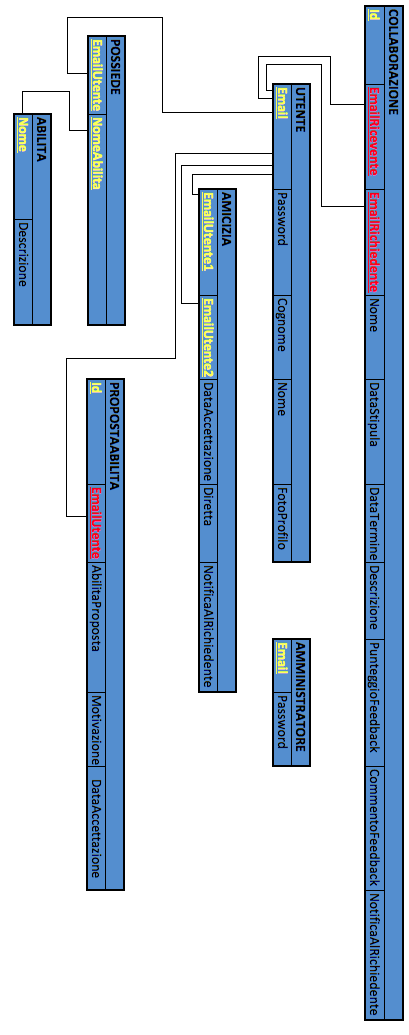 COLLABORAZIONE
Id EmailRicevente EmailRichiedente Nome DataStipula DataTermine Descrizione PunteggioFeedback CommentoFeedback NotificaAlRichiedente
UTENTE
Email Password Cognome Nome FotoProfilo
AMMINISTRATORE
Email Password
AMICIZIA
EmailUtente1 EmailUtente2 DataAccettazione Diretta NotificaAlRichiedente
POSSIEDE
EmailUtente NomeAbilita
PROPOSTAABILITA
Id EmailUtente AbilitaProposta Motivazione DataAccettazione
ABILITA
Nome Descrizione